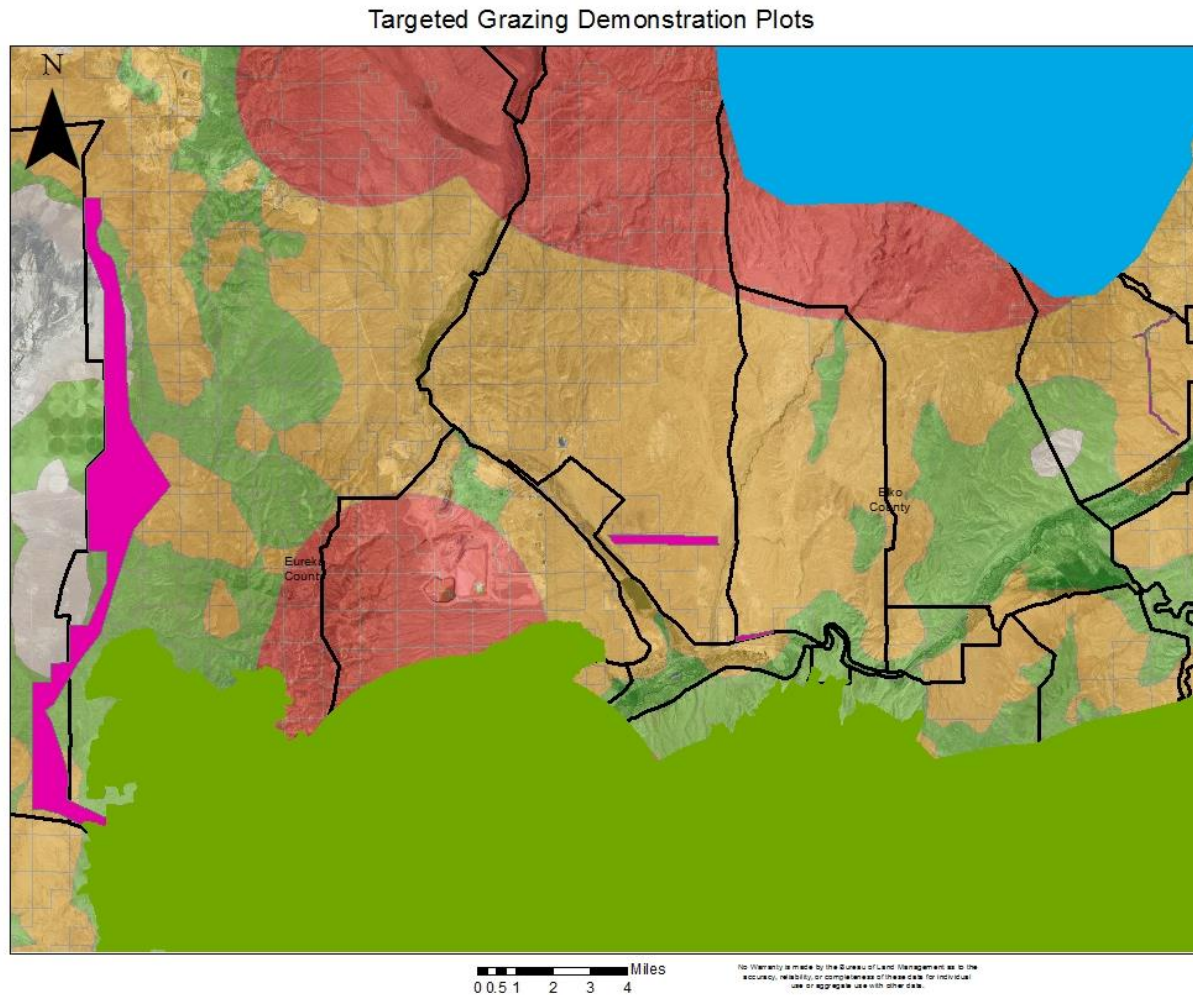 Targeted Grazing Demonstration Plots
N
Elko
County
Eureka
County
Miles
0 0.5 1 2 3 4
No Warranty is made by the Bureau of Land Management as to the
accuracy, reliability, or completeness of these data for individual
use or aggregate use with other data.